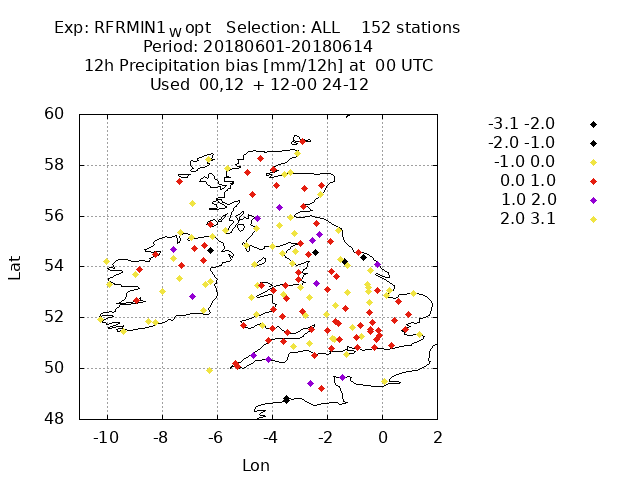 Exp: RFRMIN1 w opt Selection: ALL 152 stations
Period: 20180601-20180614
12h Precipitation bias [mm/12h] at 00 UTC
Used 00,12 + 12-00 24-12
60
58
56
54
52
50
48
-10 -8 -6 -4 -2 0 2
Lat
Lon
-3.1 -2.0
-2.0 -1.0
-1.0 0.0
0.0 1.0
1.0 2.0
2.0 3.1